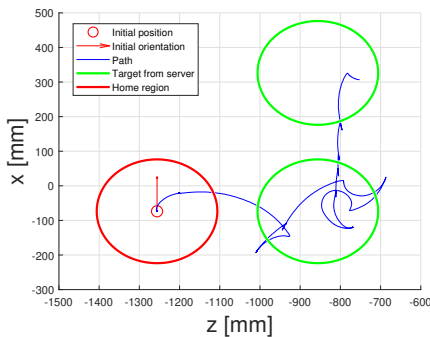 500
400
300
200
100
0
-100
-200
-300
x [mm]
Initial position
Initial orientation
Path
Target from server
Home region
-1500 -1400 -1300 -1200 -1100 -1000 -900 -800 -700 -600
z [mm]